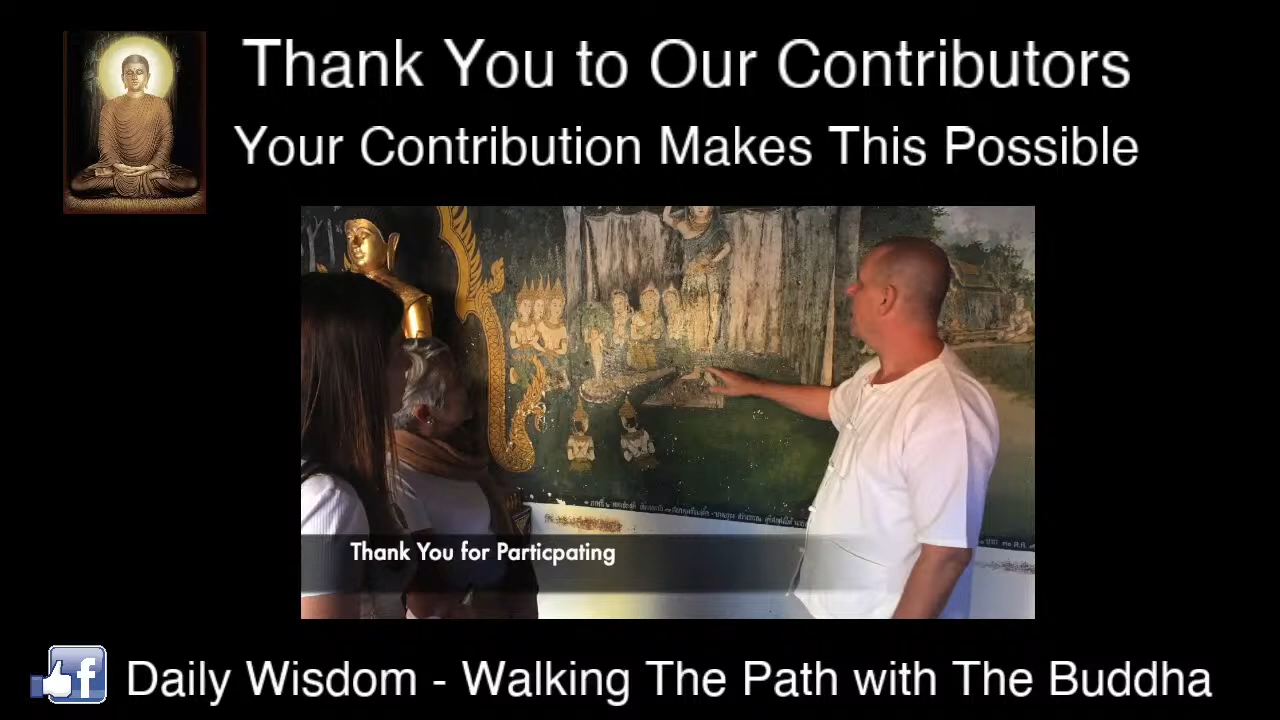 Thank You to Our Contributors
Your Contribution Makes This Possible
Thank You for Particpating
f Daily Wisdom - Walking The Path with The Buddha